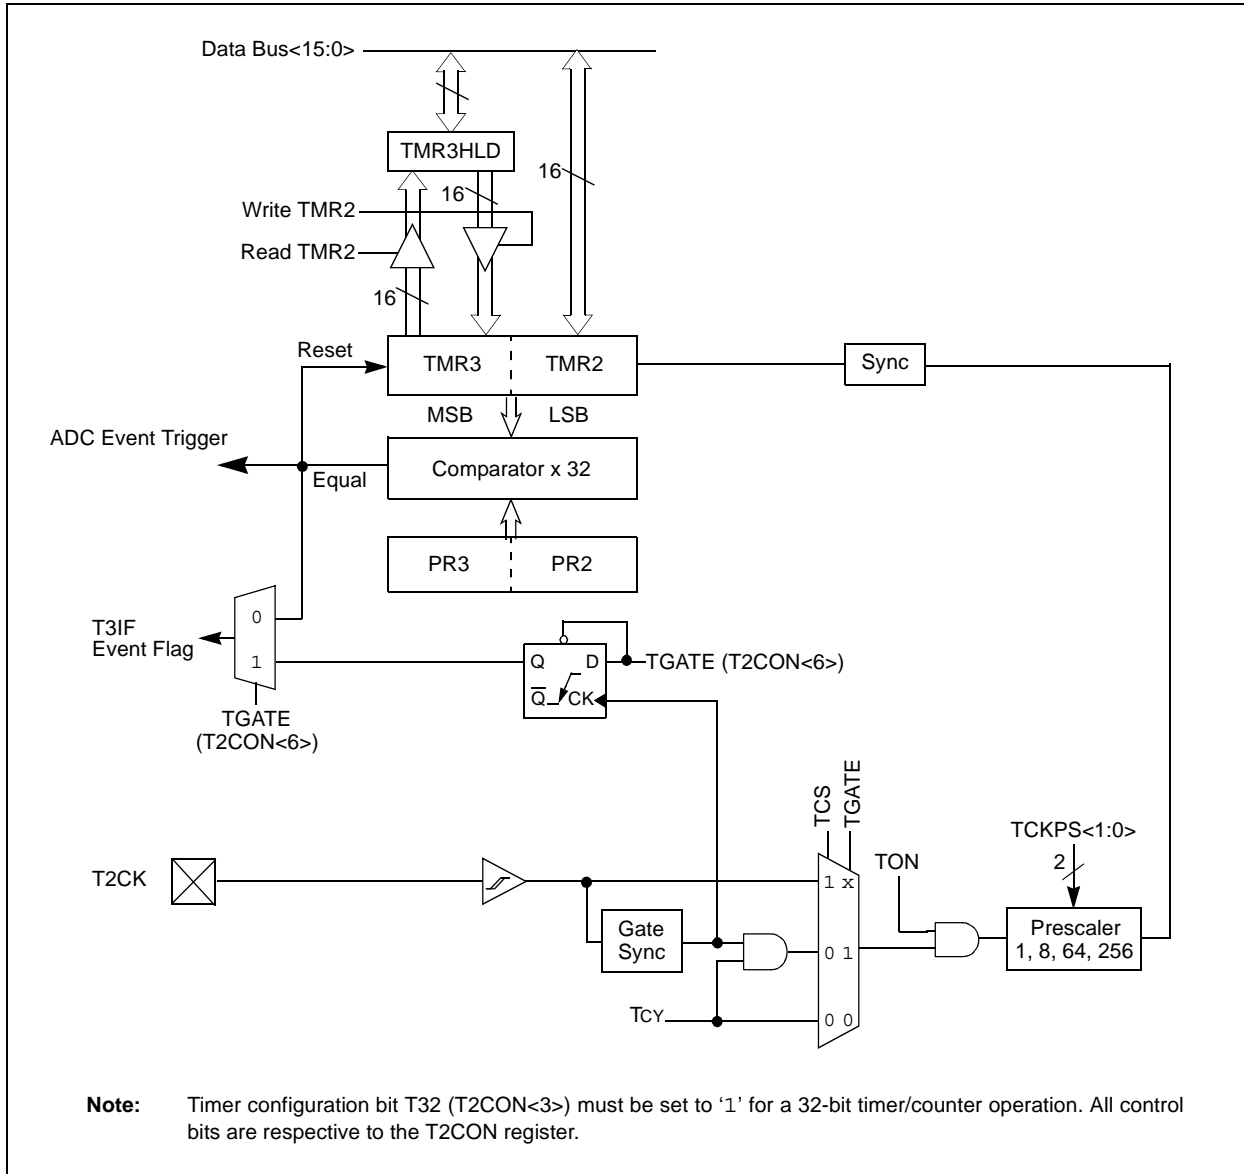 Data Bus<15:0>
TMR3HLD
16
16
Write TMR2
Read TMR2
16
Reset
TMR3
TMR2
Sync
MSB
LSB
ADC Event Trigger
Equal
Comparator x 32
PR3
PR2
0
T3IF
Event Flag
1
Q
D
TGATE (T2CON<6>)
Q
CK
TGATE
(T2CON<6>)
TCS
TGATE
TCKPS<1:0>
2
TON
T2CK
1 x
Gate
Sync
0 1
Prescaler
1, 8, 64, 256
TCY
0 0
Note: Timer configuration bit T32 (T2CON<3>) must be set to ‘1’ for a 32-bit timer/counter operation. All control
bits are respective to the T2CON register.